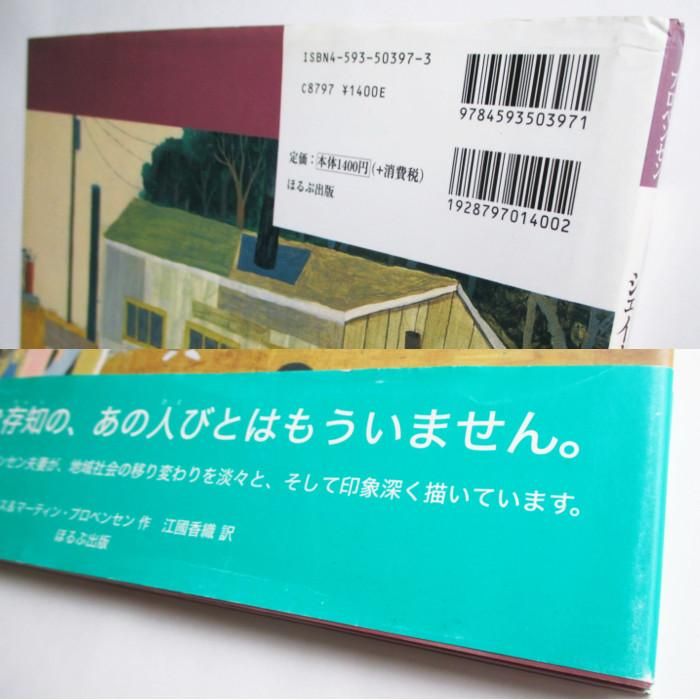 ISBN4-593-50397-3
C8797 ¥1400E
9784593503971
定価：本体1400円(+消費税)
ほるぷ出版
1928797014002
シェイ
存知の、あの人びとはもういません。
ンセン夫妻が、地域社会の移り変わりを淡々と、そして印象深く描いています。
ス&マーティン・プロベンセン 作 江國香織 訳
ほるぷ出版